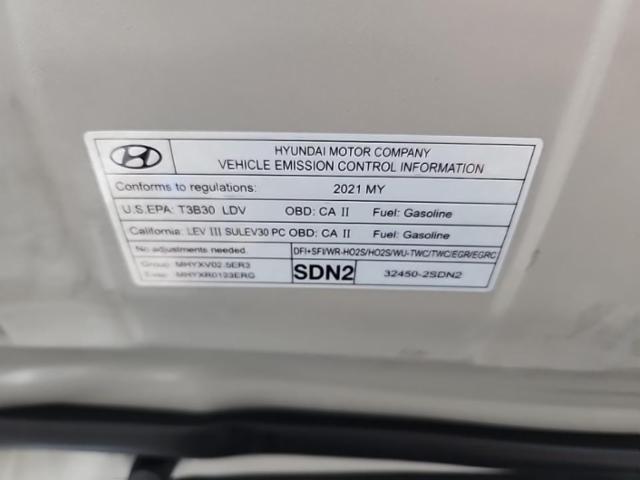 HYUNDAI MOTOR COMPANY
VEHICLE EMISSION CONTROL INFORMATION
Conforms to regulations: 2021 MY
U.S.EPA: T3B30 LDV OBD: CA II Fuel: Gasoline
California: LEV III SULEV30 PC OBD: CA II Fuel: Gasoline
No adjustments needed. DFI+SFI/WR-HO2S/HO2S/WU-TWC/TWC/EGR/EGRC
Group: MHYXV02.5ER3
Evap: MHYXR0133ERG
SDN2 32450-2SDN2